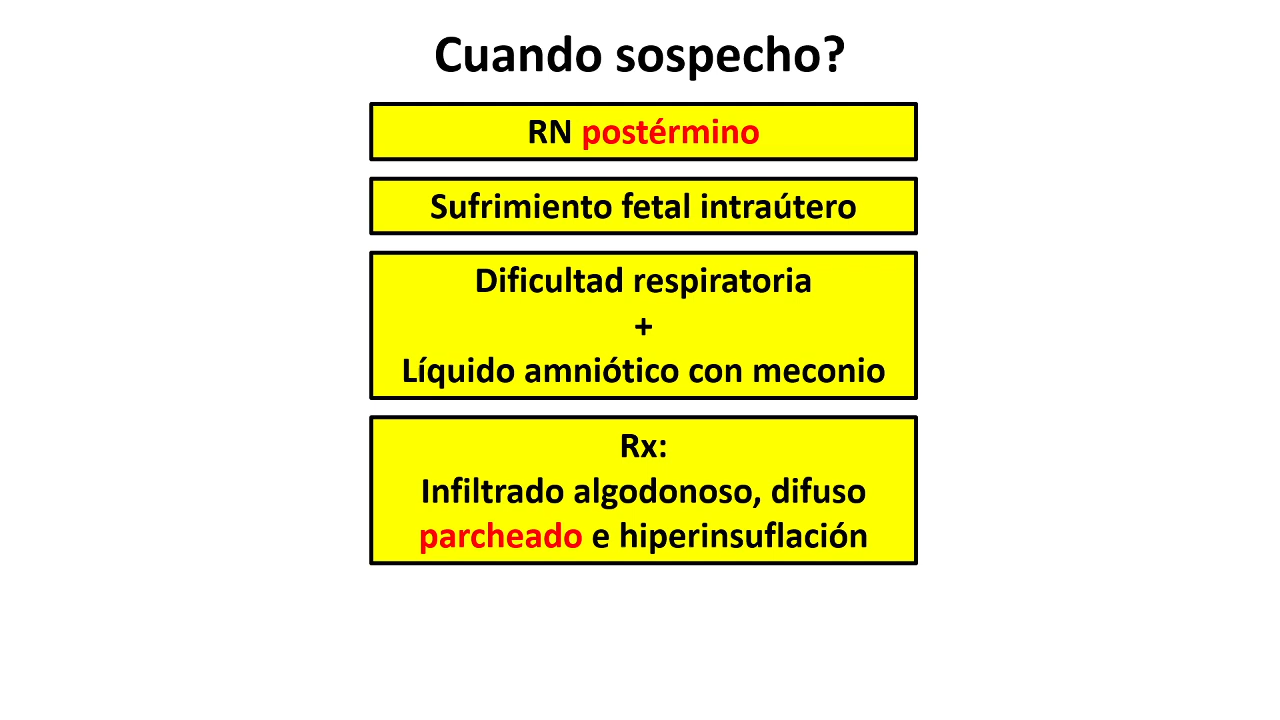 Cuando sospecho?
RN postérmino
Sufrimiento fetal intraútero
Dificultad respiratoria
+
Líquido amniótico con meconio
Rx:
Infiltrado algodonoso, difuso
parcheado e hiperinsuflación